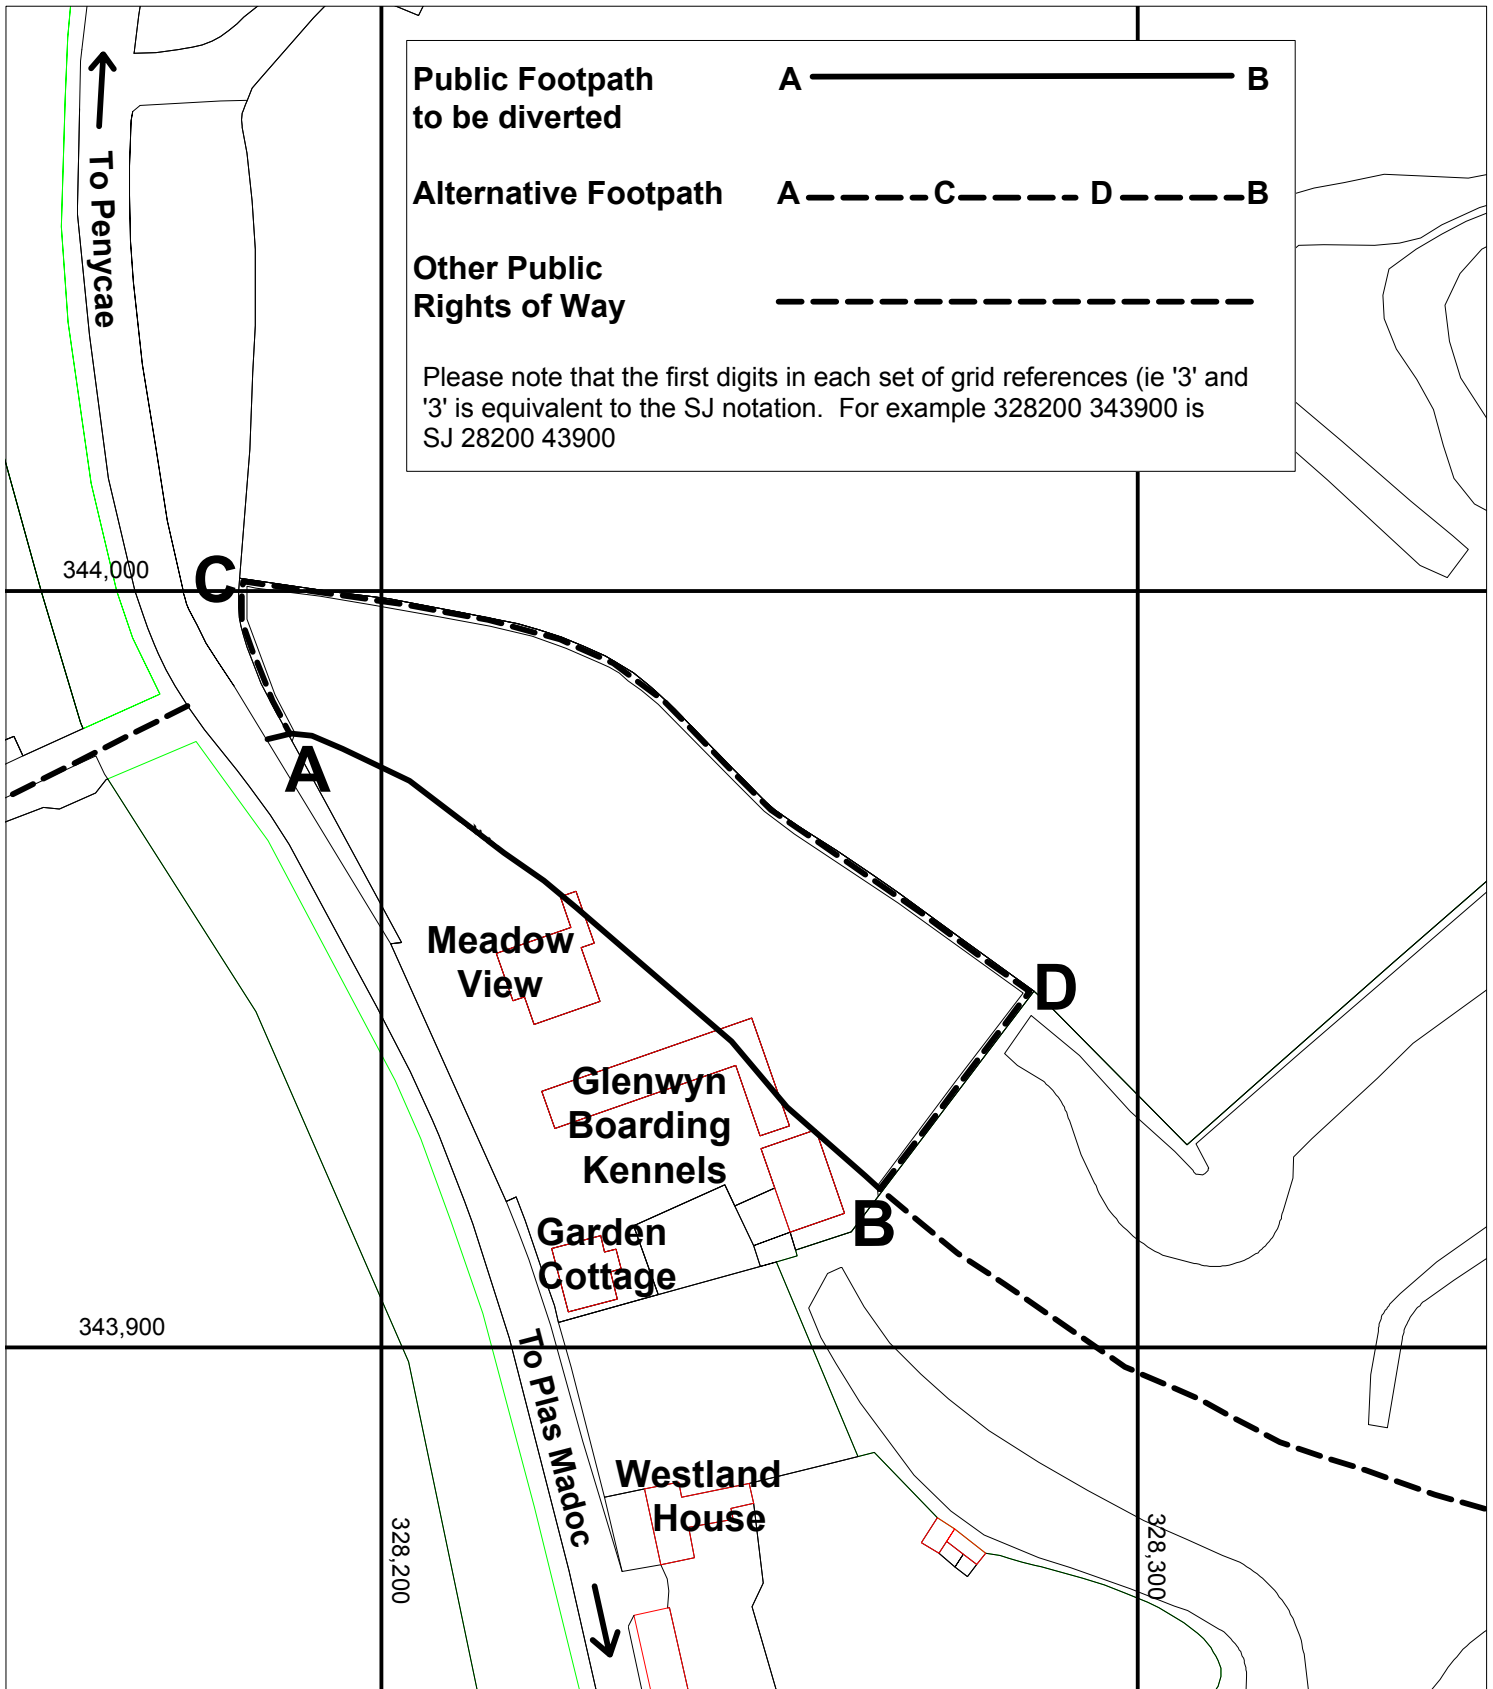 Public Footpath A B
to be diverted
Alternative Footpath A C D B
Other Public
Rights of Way
Please note that the first digits in each set of grid references (ie '3' and
'3' is equivalent to the SJ notation. For example 328200 343900 is
SJ 28200 43900
To Penycae
344,000
C
A
Meadow
View
D
Glenwyn
Boarding
Kennels
B
Garden
Cottage
343,900
To Plas Madoc
Westland
House
328,200
328,300